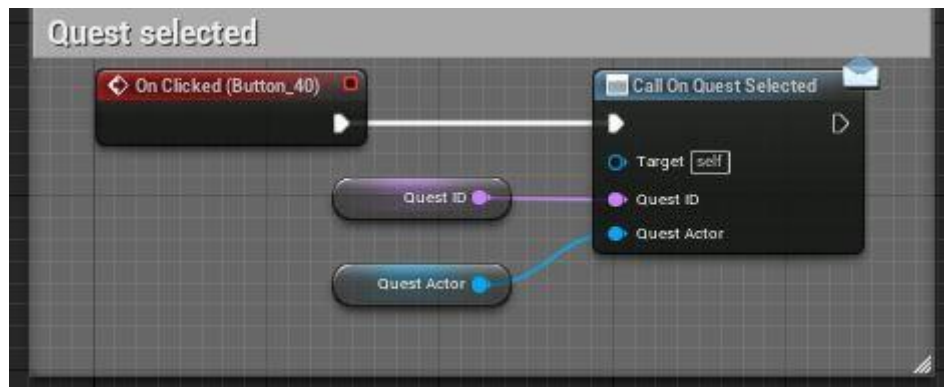 Quest selected
On Clicked (Button_40)
Call On Quest Selected
Target self
Quest ID
Quest ID
Quest Actor
Quest Actor